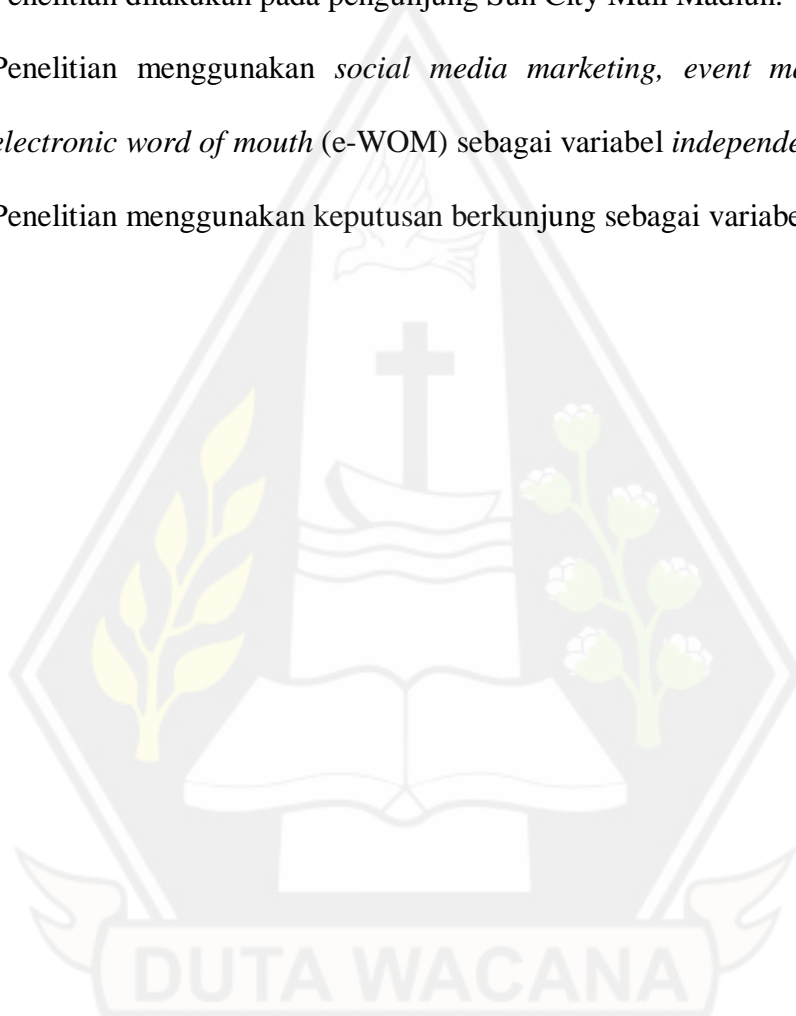 Penelitian dilakukan pada pengunjung Sun City Mall Madiun.
Penelitian menggunakan social media marketing, event
electronic word of mouth (e-WOM) sebagai variabel
Penelitian menggunakan keputusan berkunjung sebagai
DUTA WACANA